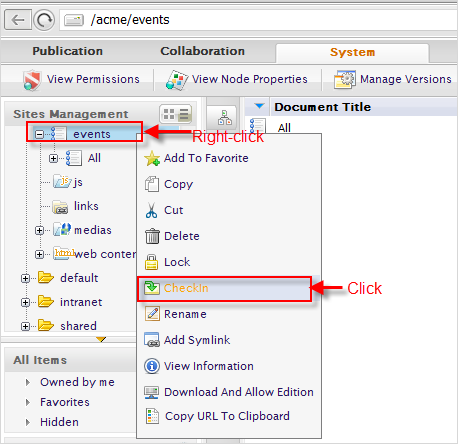 /acme/events
Publication Collaboration System
View Permissions View Node Properties Manage Versions
Sites Management
Document Title
events
Right-click
All
All
Add To Favorite
js
Copy
links
Cut
medias
Delete
web conten
Lock
default
CheckIn
Click
intranet
Rename
shared
Add Symlink
All Items
View Information
Owned by me
Download And Allow Edition
Favorites
Copy URL To Clipboard
Hidden